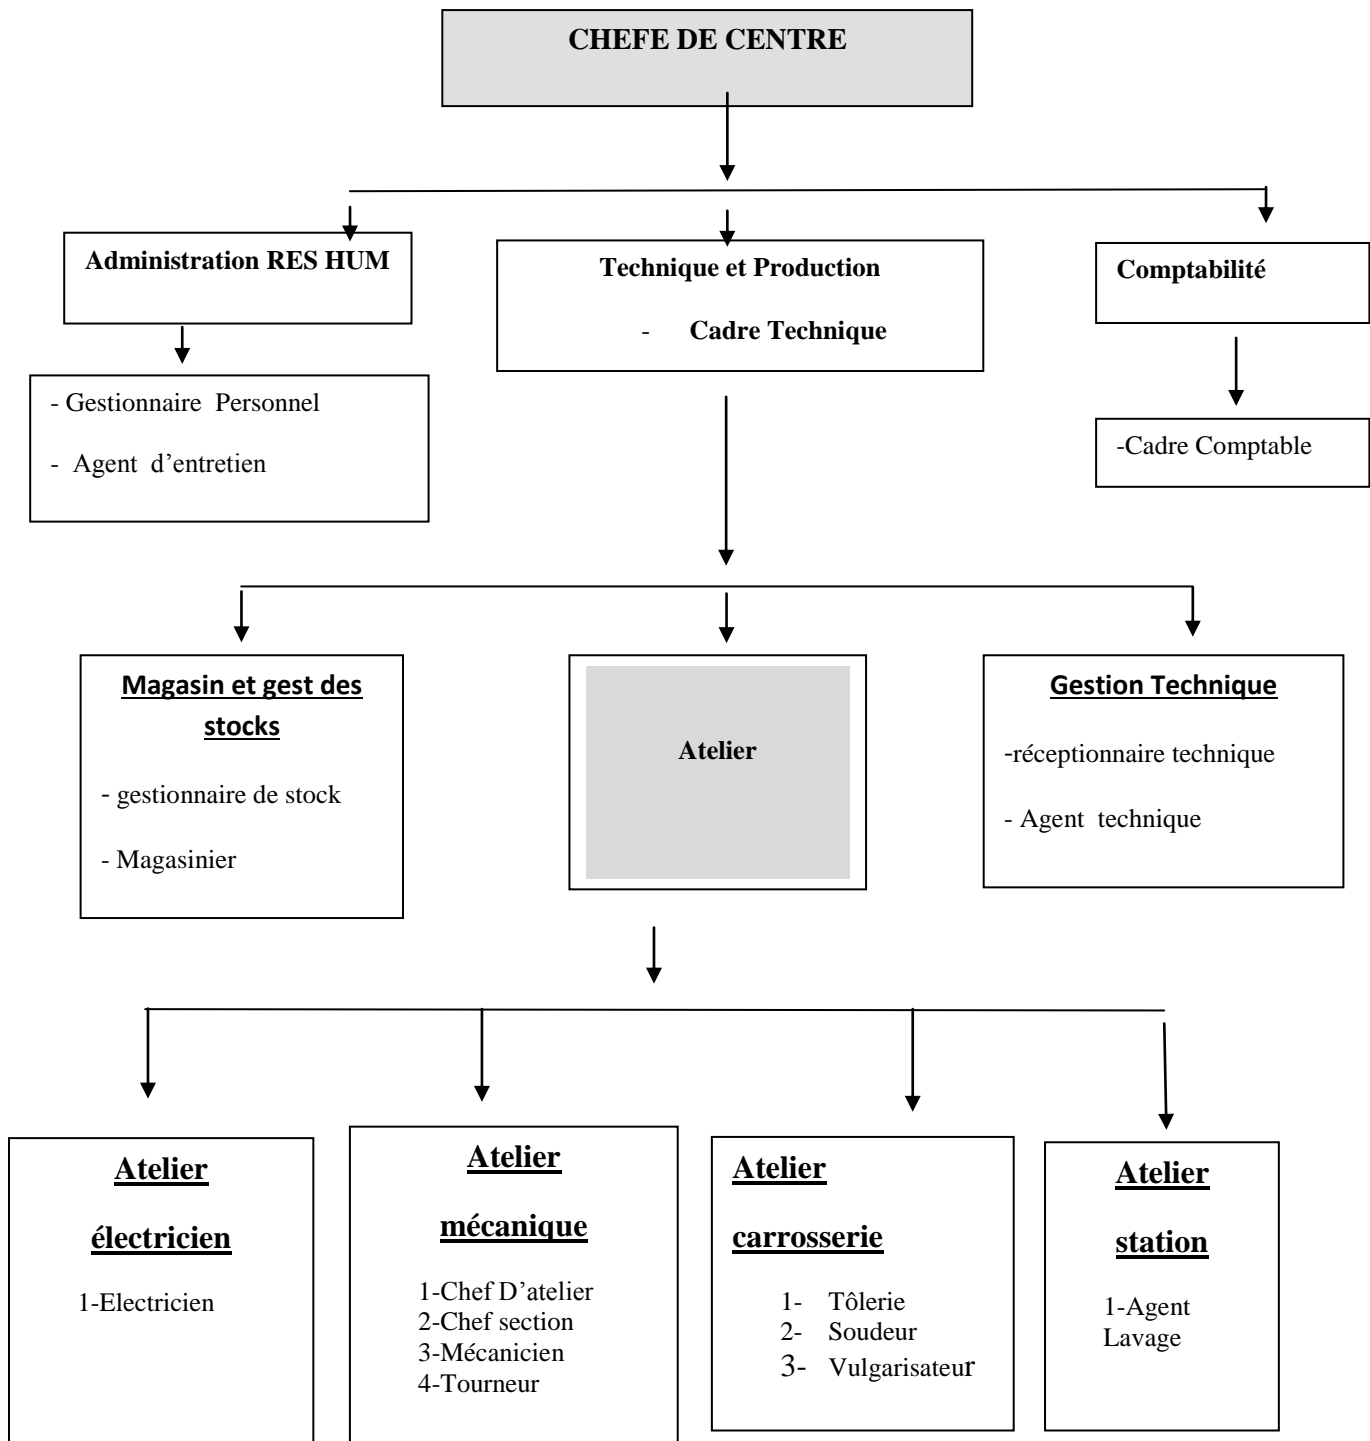 CHEFE DE CENTRE
Administration RES HUM
Technique et Production
- Cadre Technique
Comptabilité
- Gestionnaire Personnel
- Agent d’entretien
-Cadre Comptable
Magasin et gest des
stocks
- gestionnaire de stock
- Magasinier
Atelier
Gestion Technique
-réceptionnaire technique
- Agent technique
Atelier
électricien
1-Electricien
Atelier
mécanique
1-Chef D’atelier
2-Chef section
3-Mécanicien
4-Tourneur
Atelier
carrosserie
1- Tôlerie
2- Soudeur
3- Vulgarisateur
Atelier
station
1-Agent
Lavage